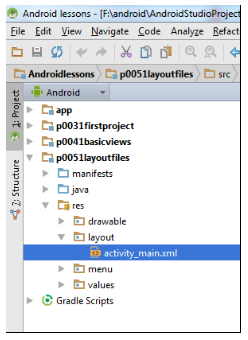 Android lessons - [F:\android\AndroidStudioProject
File Edit View Navigate Code Analyze Refact
Androidlessons p0051layoutfiles src
1: Project
Android
app
p0031firstproject
p0041basicviews
p0051layoutfiles
manifests
java
res
drawable
layout
activity_main.xml
menu
values
Gradle Scripts
7: Structure